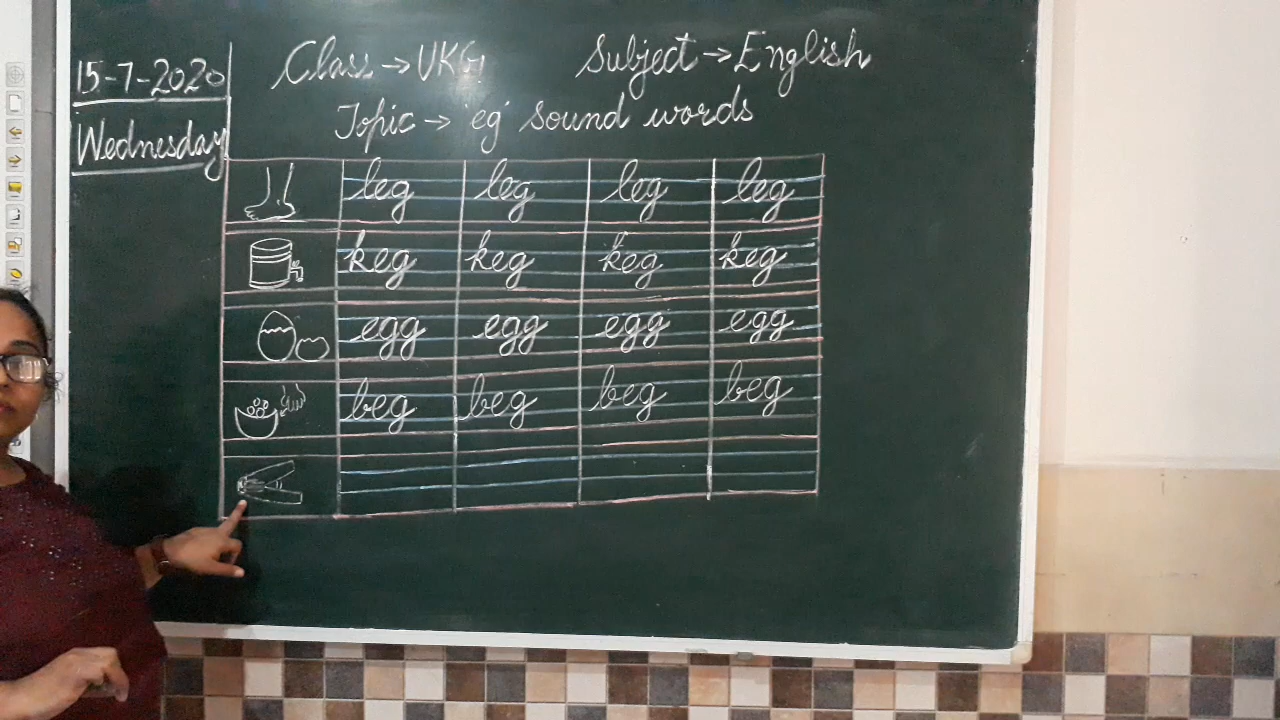 15-7-2020
Wednesday
Class → UKG
Subject → English
Topic → 'eg' sound words
leg leg leg leg
keg keg keg keg
egg egg egg egg
beg beg beg beg